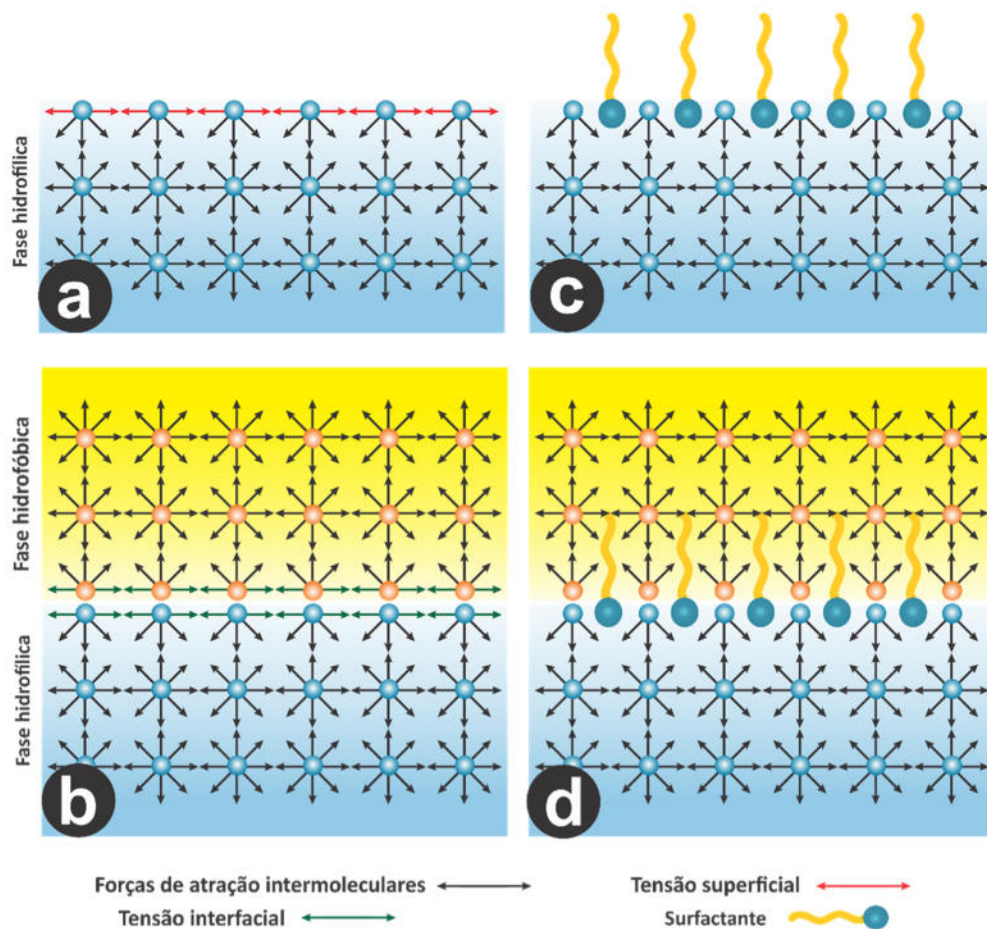 Fase hidrofílica
a
c
Fase hidrofóbica
Fase hidrofílica
b
d
Forças de atração intermoleculares
Tensão superficial
Tensão interfacial
Surfactante